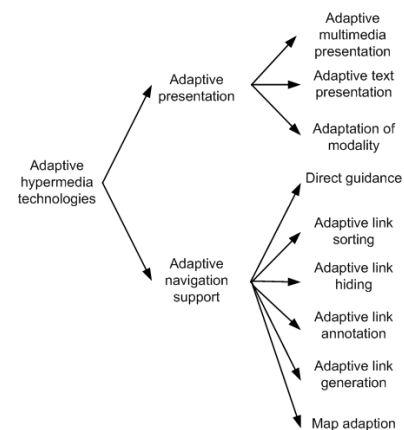 Adaptive
multimedia
presentation
Adaptive
presentation
Adaptive text
presentation
Adaptation of
modality
Adaptive
hypermedia
technologies
Direct guidance
Adaptive link
sorting
Adaptive
navigation
support
Adaptive link
hiding
Adaptive link
annotation
Adaptive link
generation
Map adaption